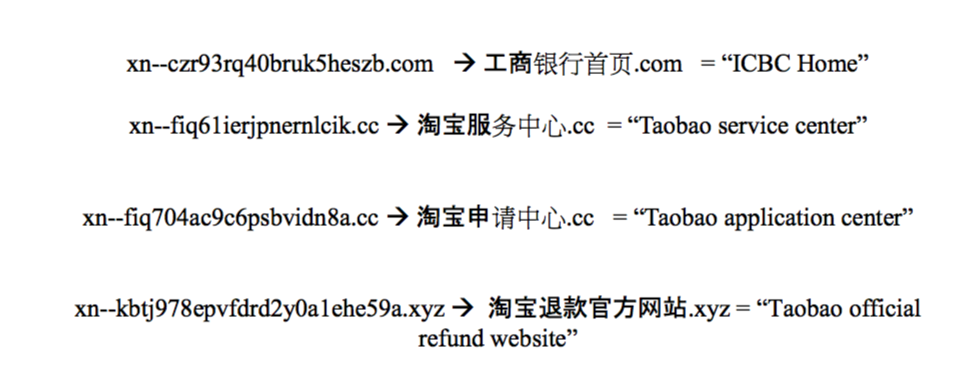 xn--czr93rq40bruk5heszb.com → 工商银行首页.com = “ICBC Home”
xn--fiq61ierjpnernlcik.cc → 淘宝服务中心.cc = “Taobao service center”
xn--fiq704ac9c6psbvidn8a.cc → 淘宝申请中心.cc = “Taobao application center”
xn--kbtj978epvfdrd2y0a1ehe59a.xyz → 淘宝退款官方网站.xyz = “Taobao official
refund website”